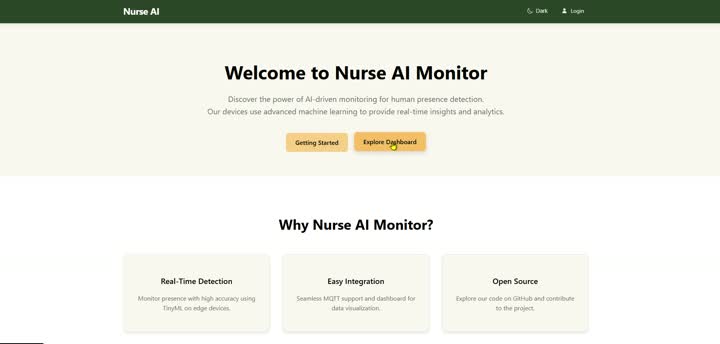 Nurse AI
Dark
Login
Welcome to Nurse AI Monitor
Discover the power of AI-driven monitoring for human presence detection.
Our devices use advanced machine learning to provide real-time insights and analytics.
Getting Started
Explore Dashboard
Why Nurse AI Monitor?
Real-Time Detection
Monitor presence with high accuracy using
TinyML on edge devices.
Easy Integration
Seamless MQTT support and dashboard for
data visualization.
Open Source
Explore our code on GitHub and contribute
to the project.